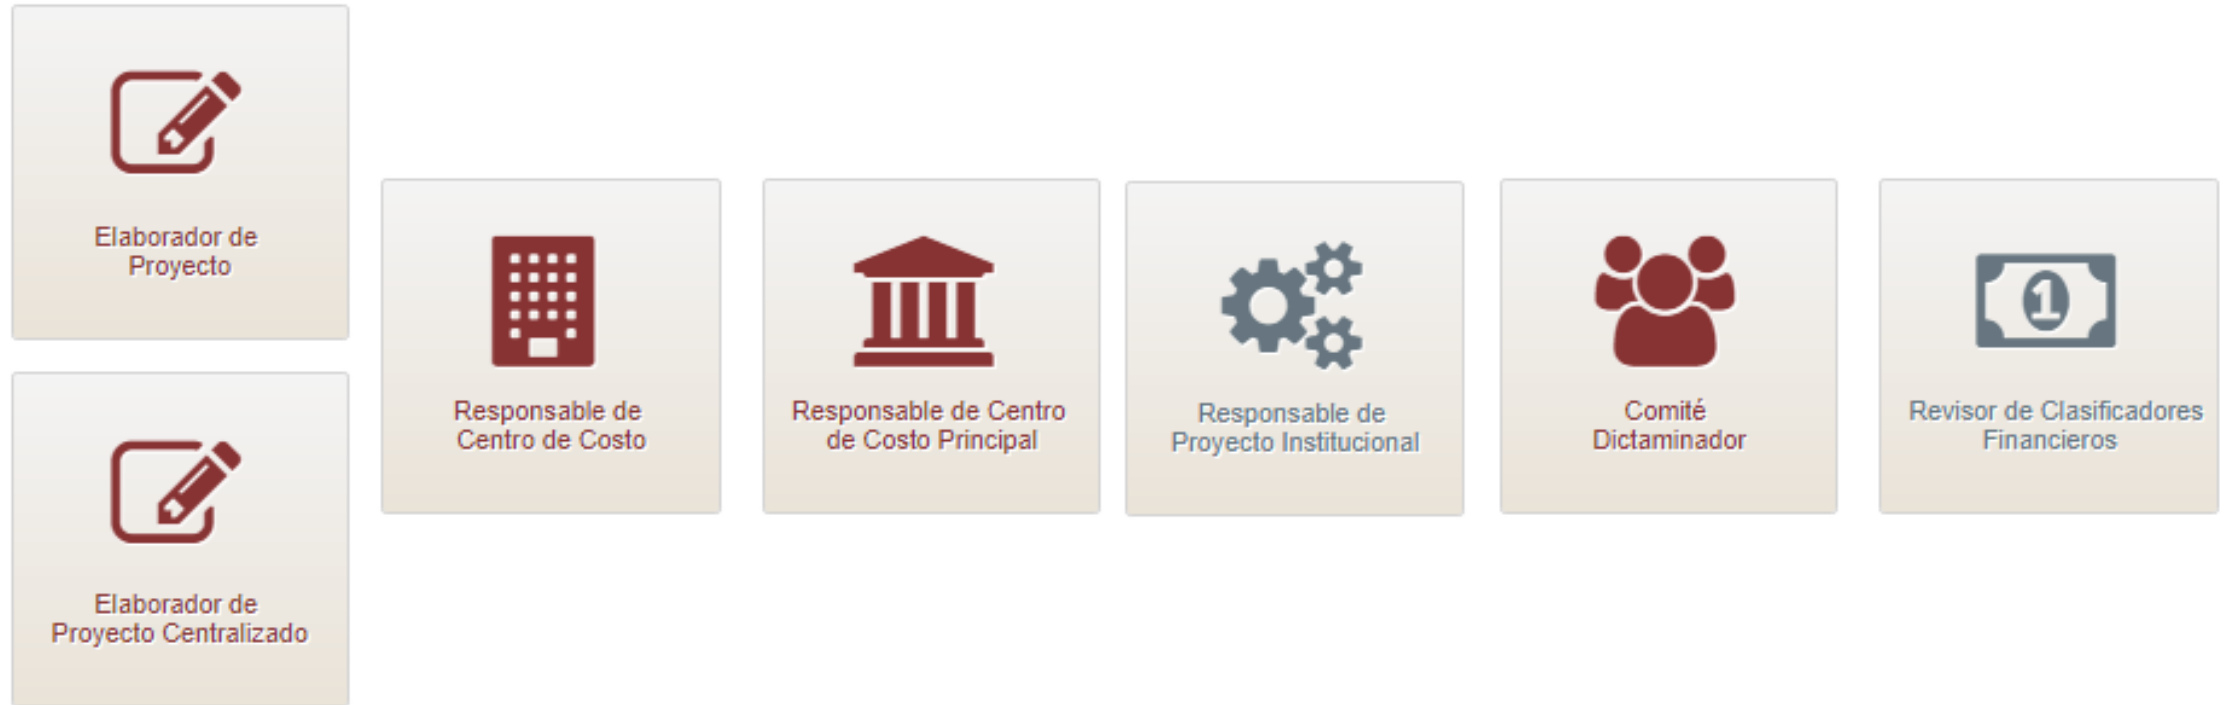 Elaborador de
Proyecto
Elaborador de
Proyecto Centralizado
Responsable de
Centro de Costo
Responsable de Centro
de Costo Principal
Responsable de
Proyecto Institucional
Comité
Dictaminador
1
Revisor de Clasificadores
Financieros